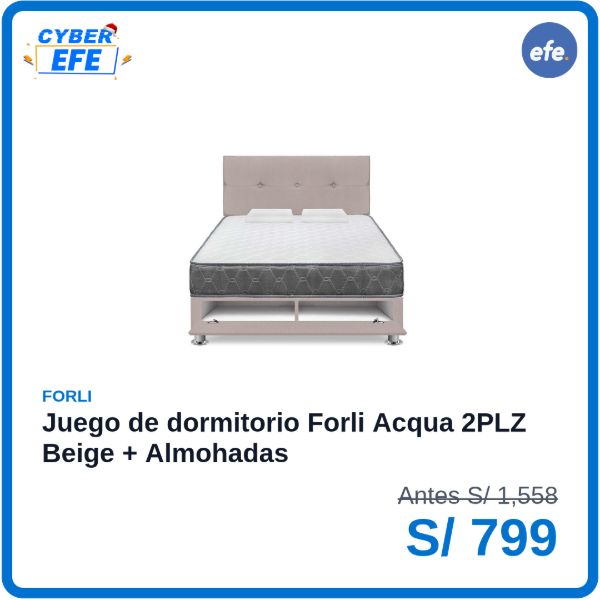 CYBER
EFE
efe.
FORLI
Juego de dormitorio Forli Acqua 2PLZ
Beige + Almohadas
Antes S/ 1,558
S/ 799